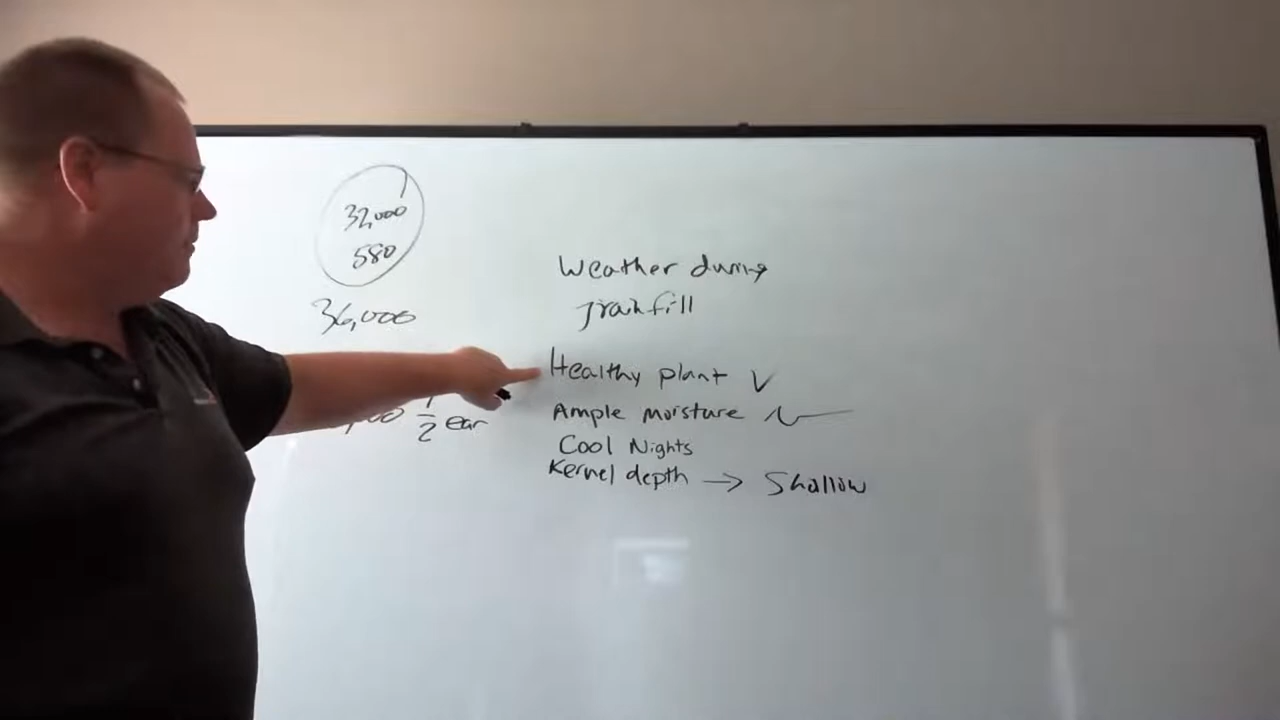 32,000
580
36,000
1/2 ear
Weather during
grainfill
Healthy plant ✓
Ample moisture ✓
Cool Nights
Kernel depth → Shallow